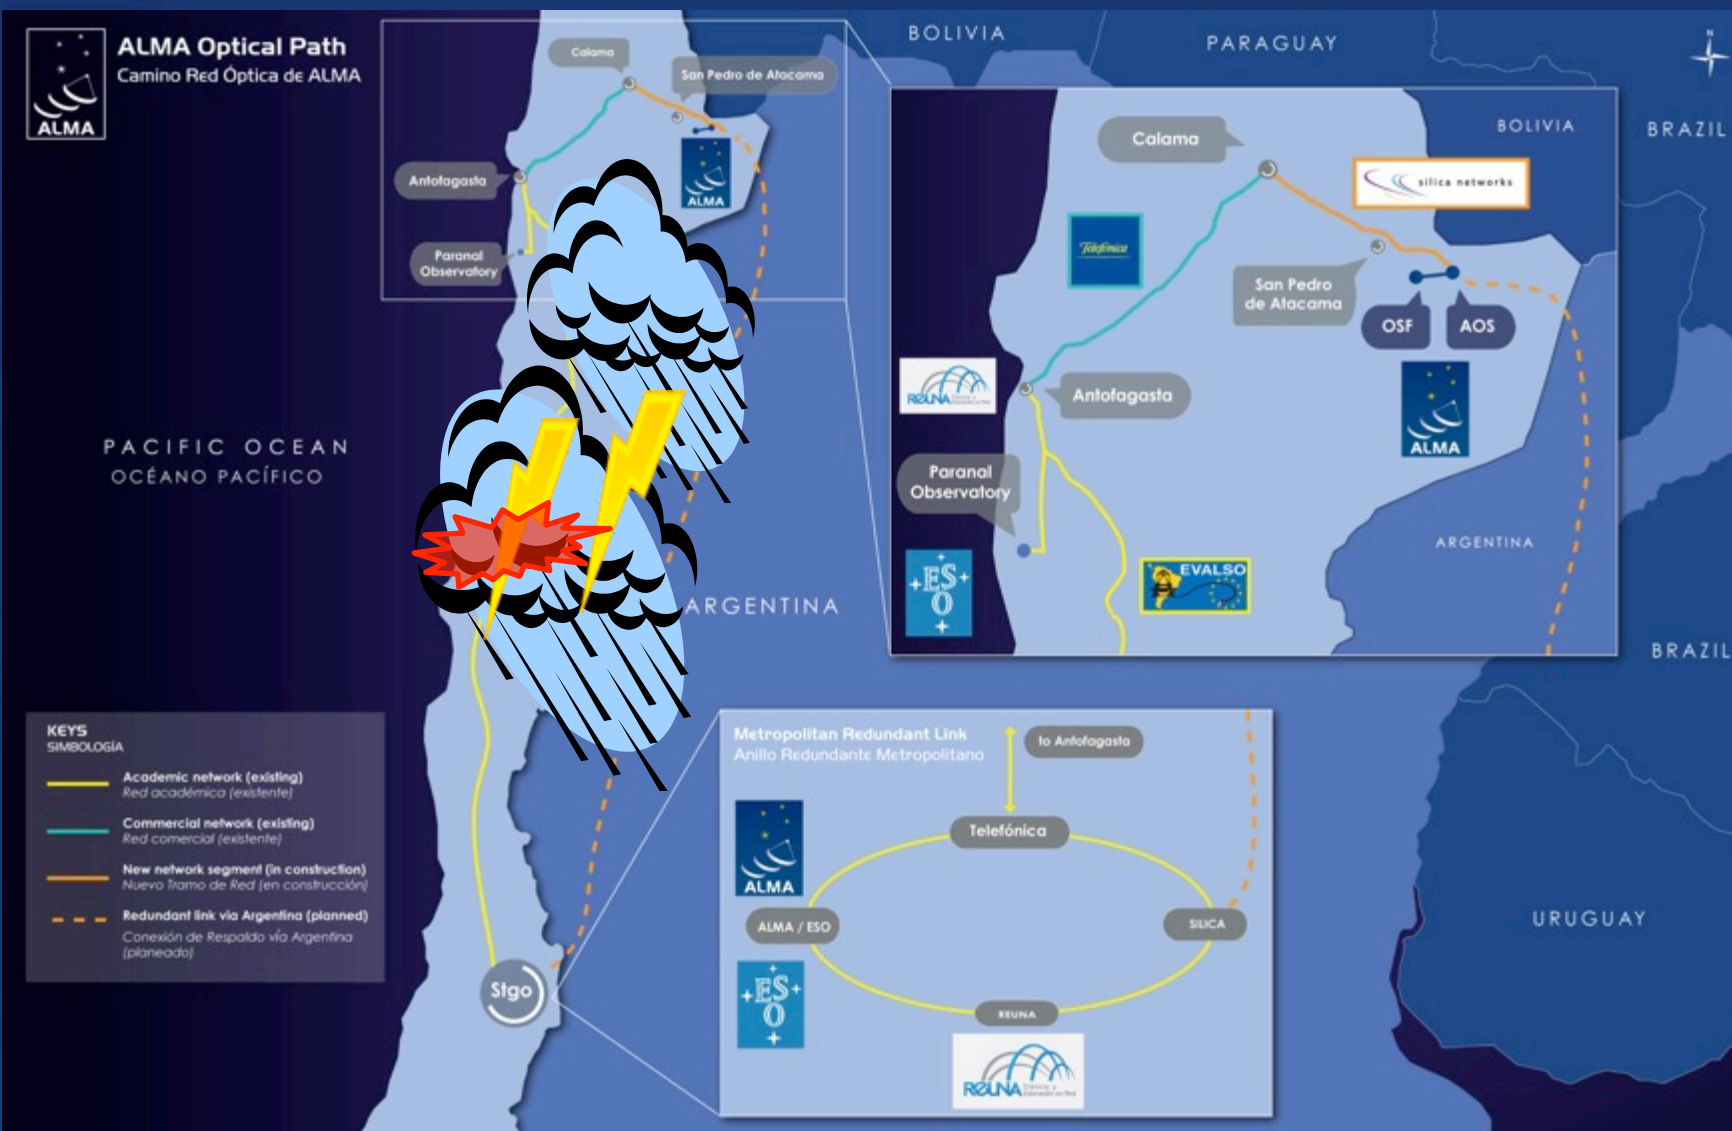 ALMA Optical Path
Camino Red Óptica de ALMA
ALMA
Calama
San Pedro de Atacama
ALMA
Antofagasta
Paranal
Observatory
BOLIVIA
PARAGUAY
N
BRAZIL
BOLIVIA
Calama
silica networks
Telefónica
San Pedro
de Atacama
OSF
AOS
ALMA
REUNA
Antofagasta
Paranal
Observatory
ES
O
EVALSO
ARGENTINA
PACIFIC OCEAN
OCÉANO PACÍFICO
ARGENTINA
BRAZIL
URUGUAY
KEYS
SIMBOLOGÍA
Academic network (existing)
Red académica (existente)
Commercial network (existing)
Red comercial (existente)
New network segment (in construction)
Nuevo Tramo de Red (en construcción)
Redundant link via Argentina (planned)
Conexión de Respaldo vía Argentina
(planeado)
Stgo
Metropolitan Redundant Link
Anillo Redundante Metropolitano
to Antofagasta
Telefónica
ALMA
ALMA / ESO
SILICA
ES
O
REUNA
REUNA